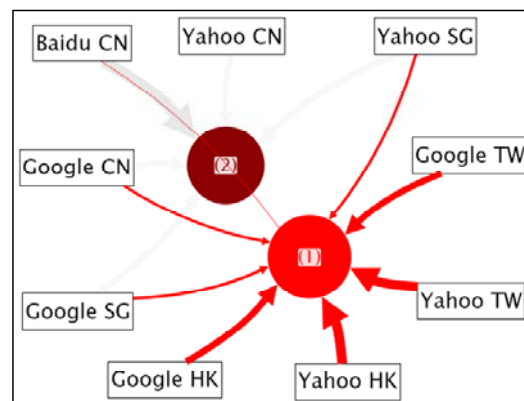 Baidu CN
Yahoo CN
Yahoo SG
Google CN
(2)
Google TW
(1)
Google SG
Yahoo TW
Google HK
Yahoo HK